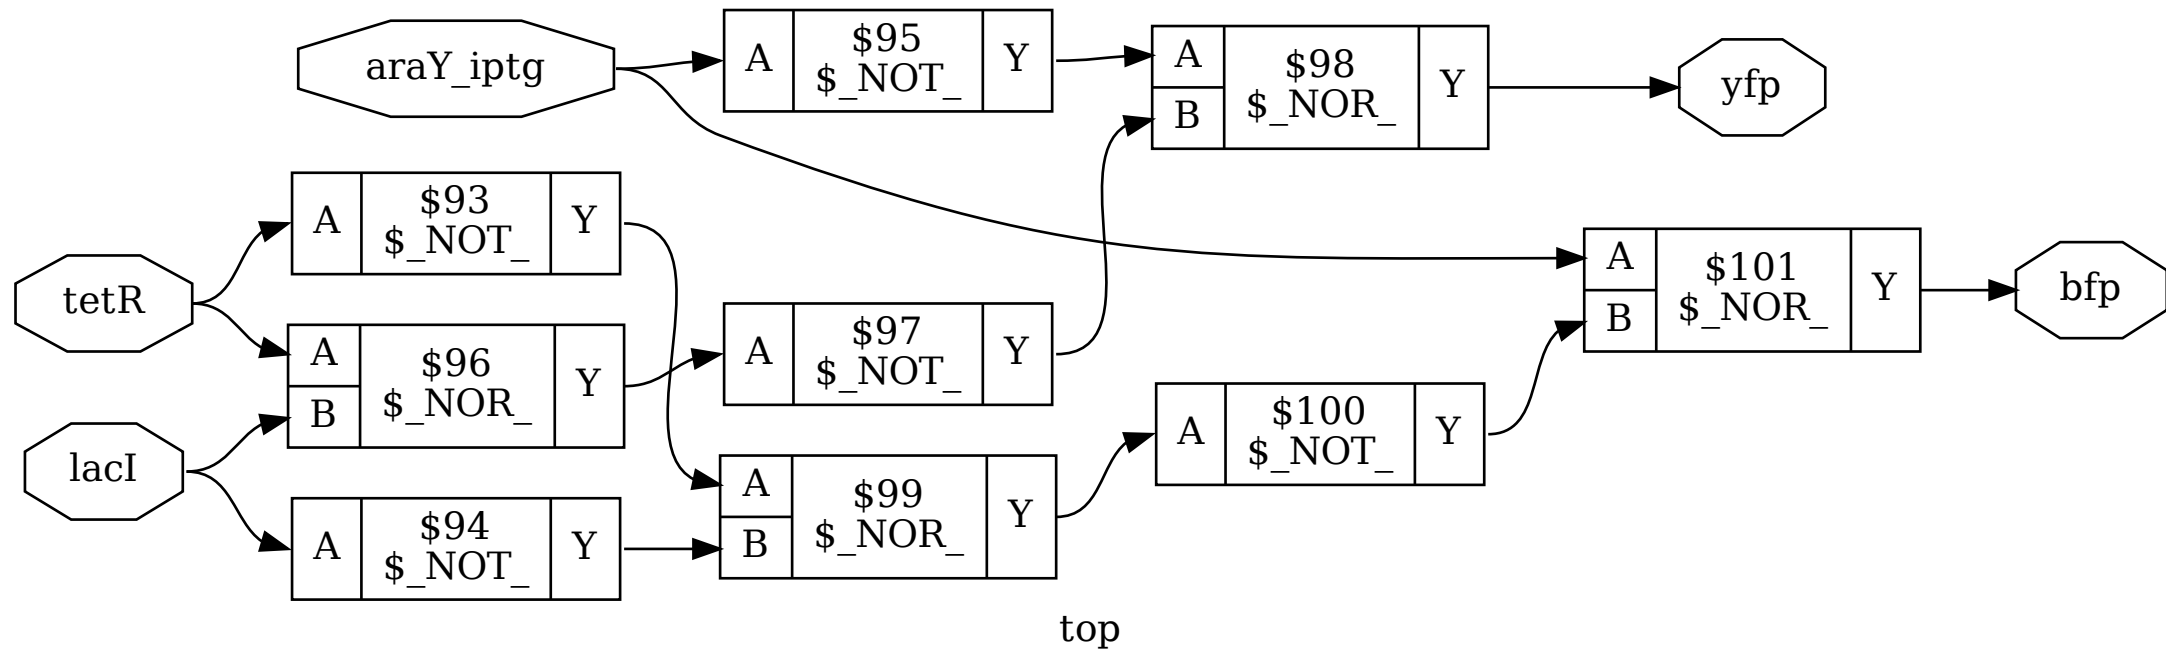 araY_iptg
A
$95
$_NOT_
Y
A
B
$98
$_NOR_
Y
yfp
tetR
A
$93
$_NOT_
Y
A
B
$96
$_NOR_
Y
A
$97
$_NOT_
Y
A
B
$101
$_NOR_
Y
bfp
lacI
A
$94
$_NOT_
Y
A
B
$99
$_NOR_
Y
A
$100
$_NOT_
Y
top